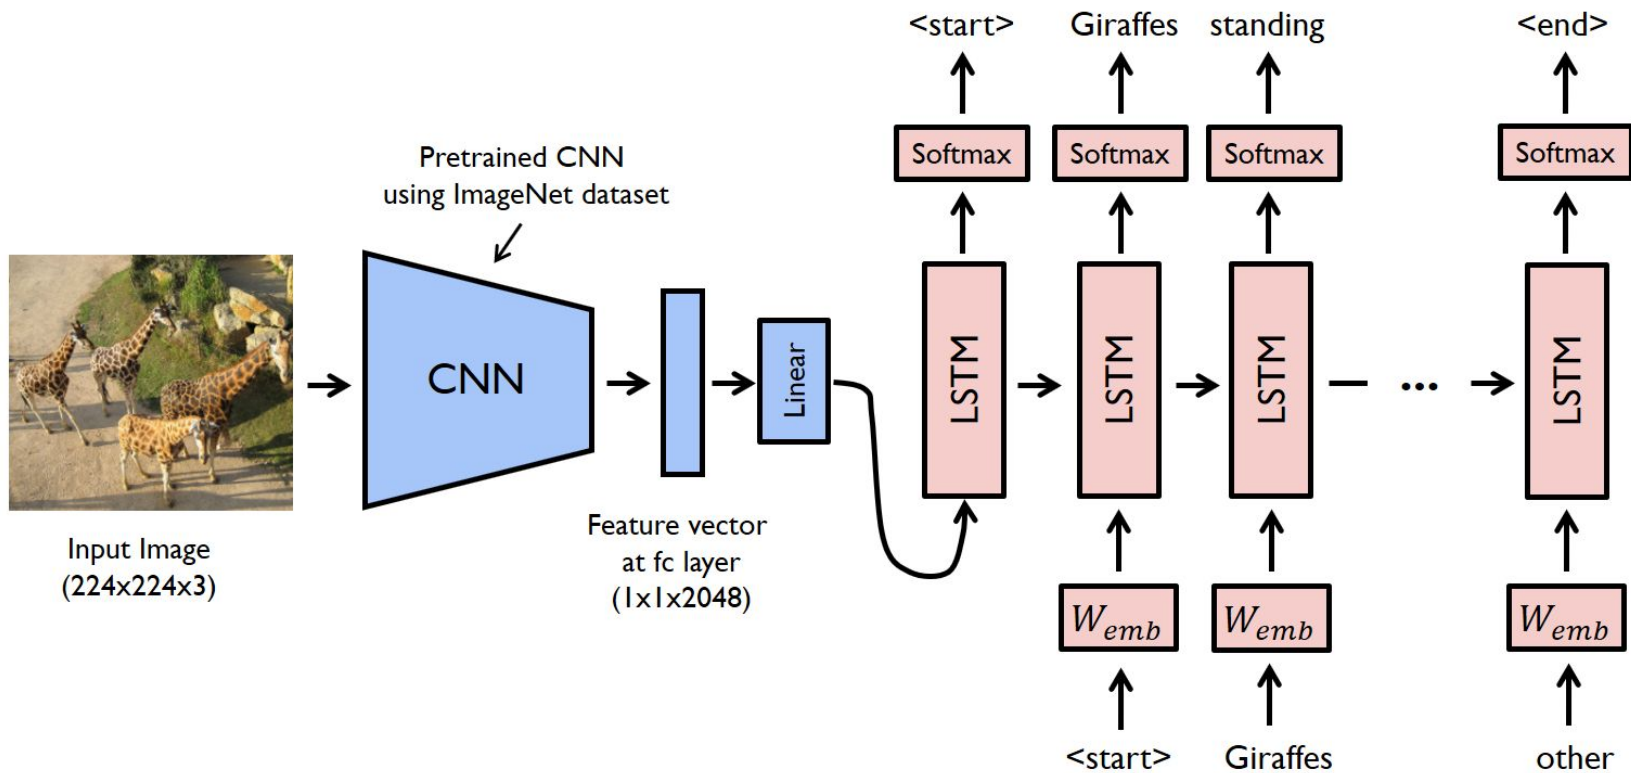 <start> Giraffes standing <end>
Softmax Softmax Softmax Softmax
Pretrained CNN
using ImageNet dataset
CNN
Linear
LSTM LSTM LSTM ... LSTM
Feature vector
at fc layer
(1x1x2048)
Input Image
(224x224x3)
W_emb W_emb W_emb
<start> Giraffes other